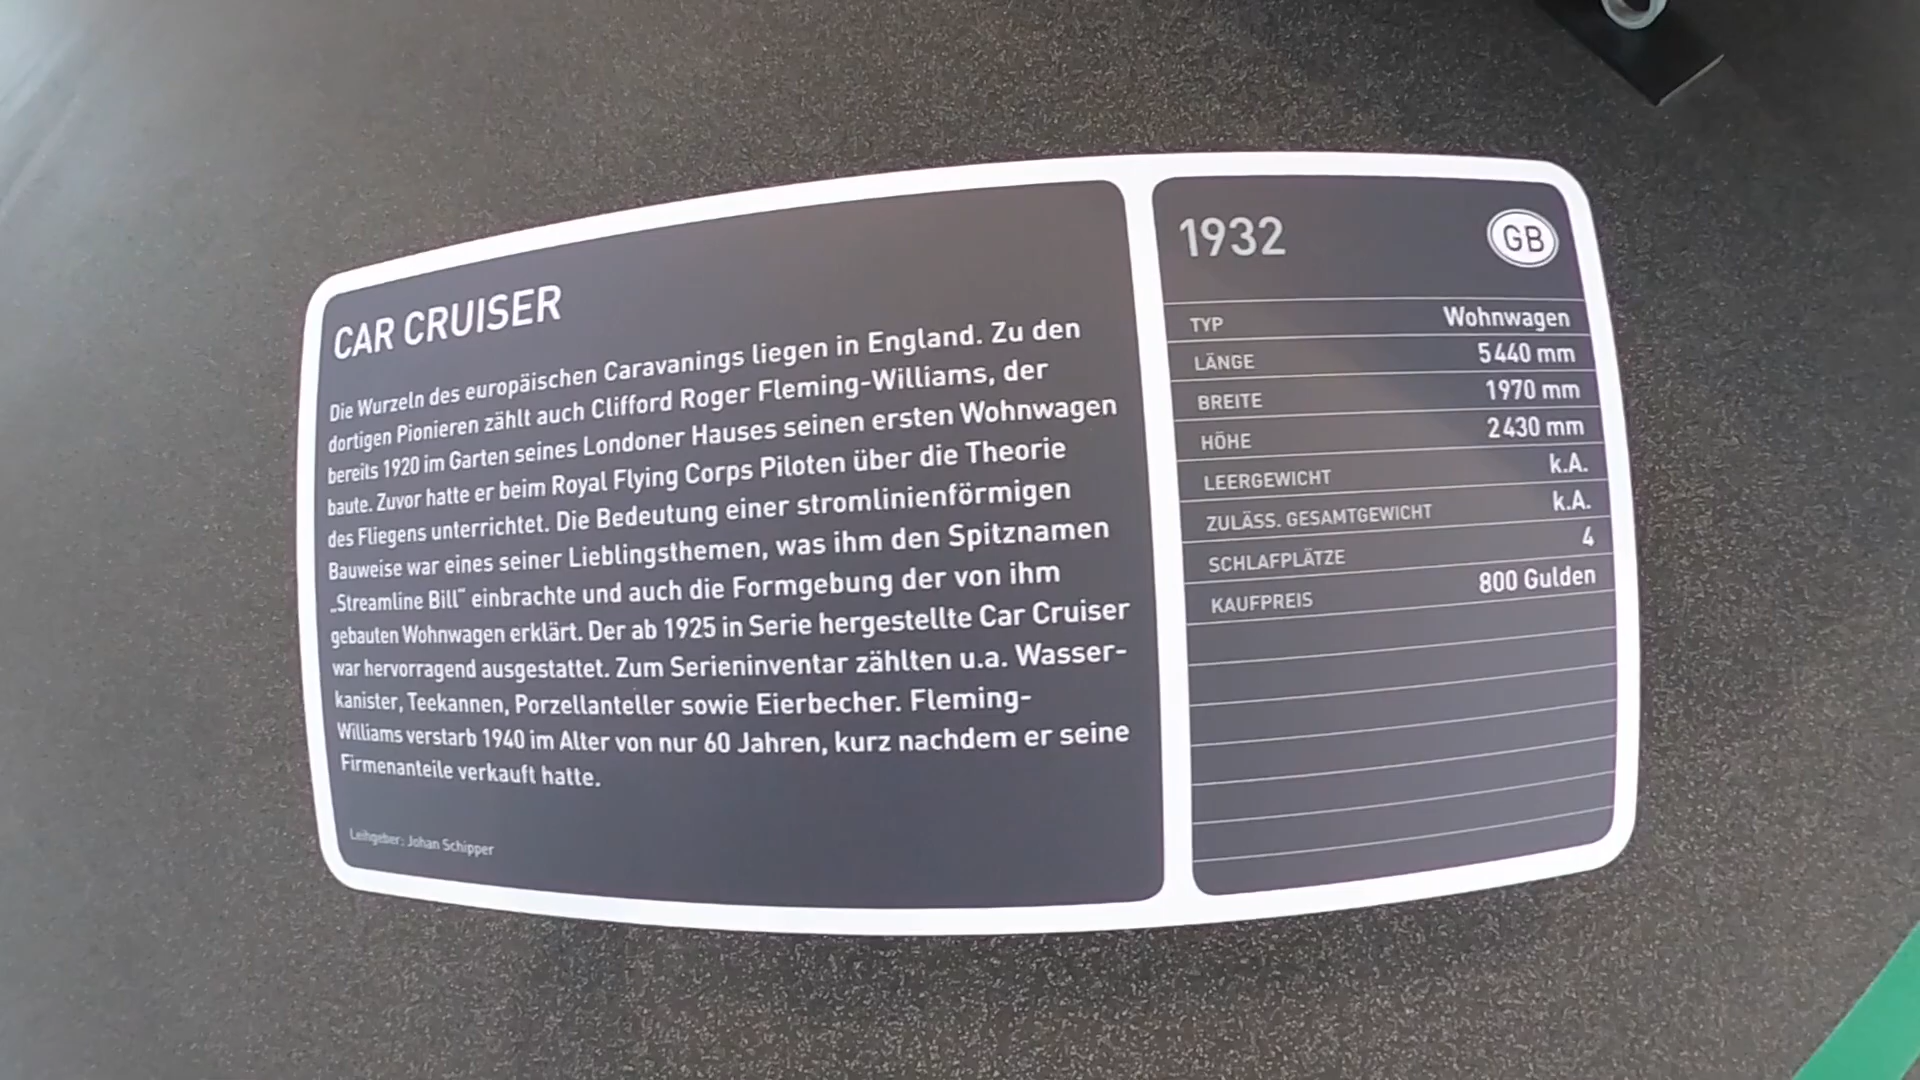 CAR CRUISER
Die Wurzeln des europäischen Caravanings liegen in England. Zu den
dortigen Pionieren zählt auch Clifford Roger Fleming-Williams, der
bereits 1920 im Garten seines Londoner Hauses seinen ersten Wohnwagen
baute. Zuvor hatte er beim Royal Flying Corps Piloten über die Theorie
des Fliegens unterrichtet. Die Bedeutung einer stromlinienförmigen
Bauweise war eines seiner Lieblingsthemen, was ihm den Spitznamen
„Streamline Bill“ einbrachte und auch die Formgebung der von ihm
gebauten Wohnwagen erklärt. Der ab 1925 in Serie hergestellte Car Cruiser
war hervorragend ausgestattet. Zum Serieninventar zählten u.a. Wasser-
kanister, Teekannen, Porzellanteller sowie Eierbecher. Fleming-
Williams verstarb 1940 im Alter von nur 60 Jahren, kurz nachdem er seine
Firmenanteile verkauft hatte.
Leihgeber: Johan Schipper
1932 GB
TYP Wohnwagen
LÄNGE 5440 mm
BREITE 1970 mm
HÖHE 2430 mm
LEERGEWICHT k.A.
ZULÄSS. GESAMTGEWICHT k.A.
SCHLAFPLÄTZE 4
KAUFPREIS 800 Gulden